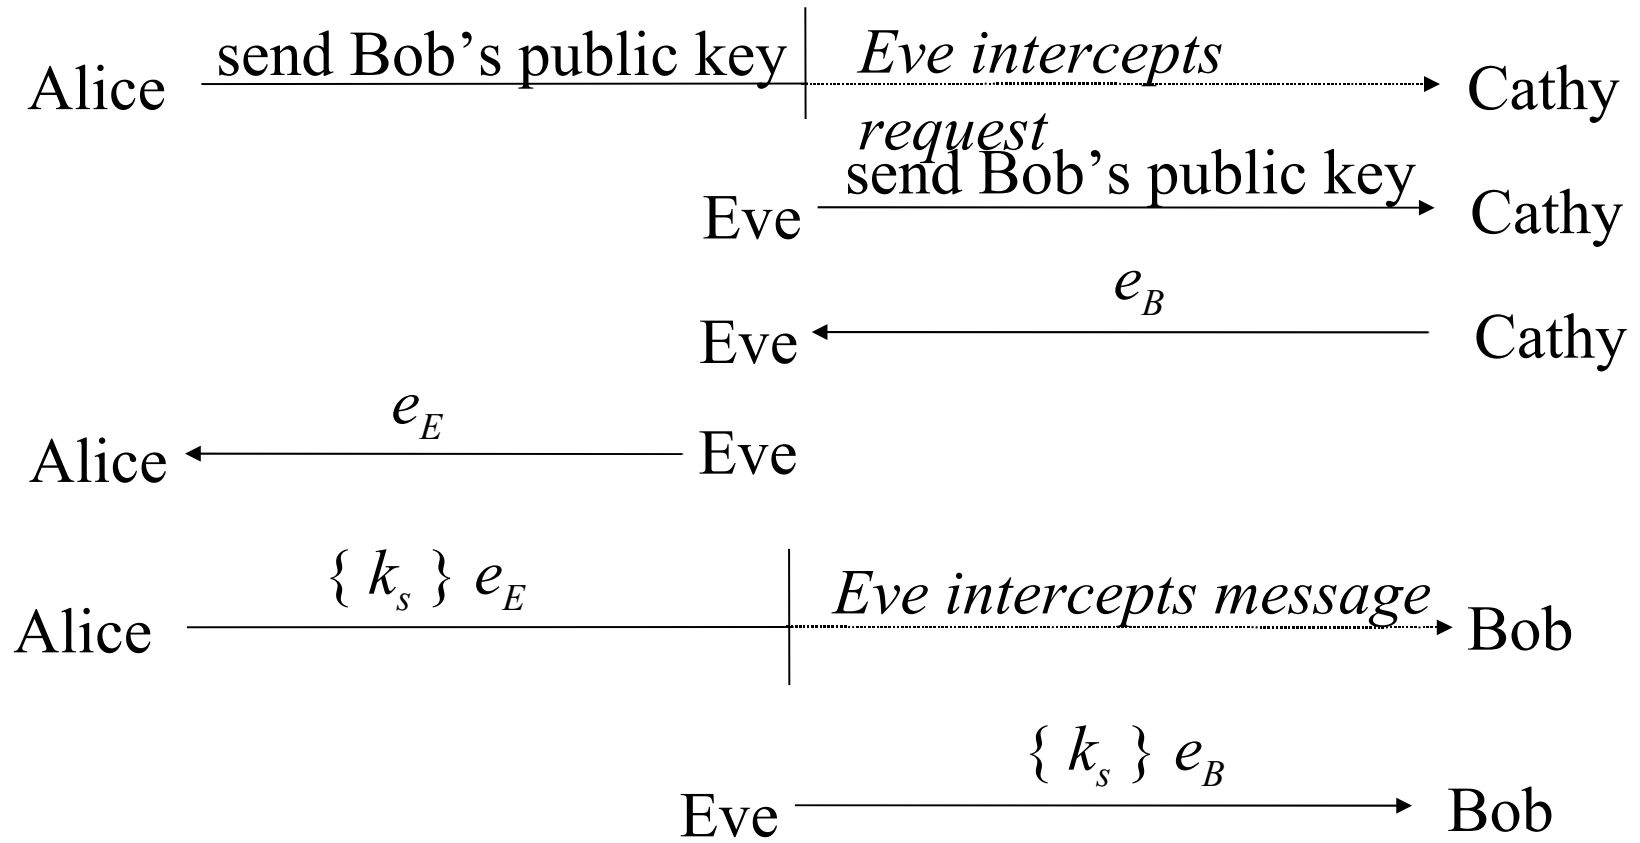 Alice send Bob’s public key Eve intercepts Cathy
request
Eve send Bob’s public key Cathy
e_B
Eve Cathy
e_E
Alice Eve
{ k_s } e_E Eve intercepts message
Alice Bob
{ k_s } e_B
Eve Bob